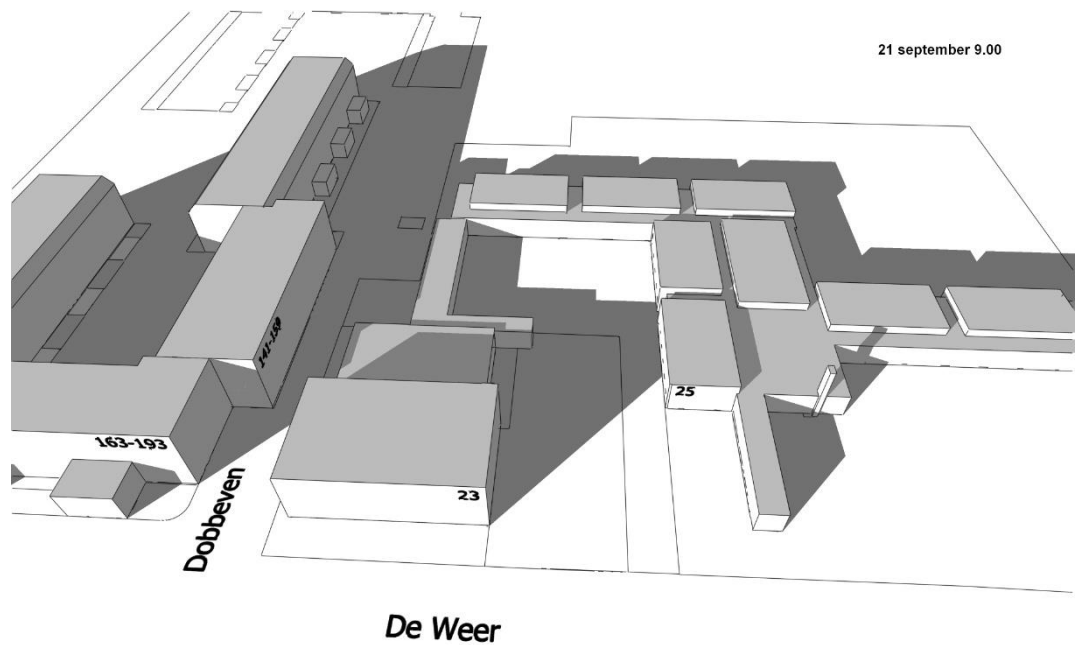 21 september 9.00
141-159
163-193
25
23
Dobbeven
De Weer